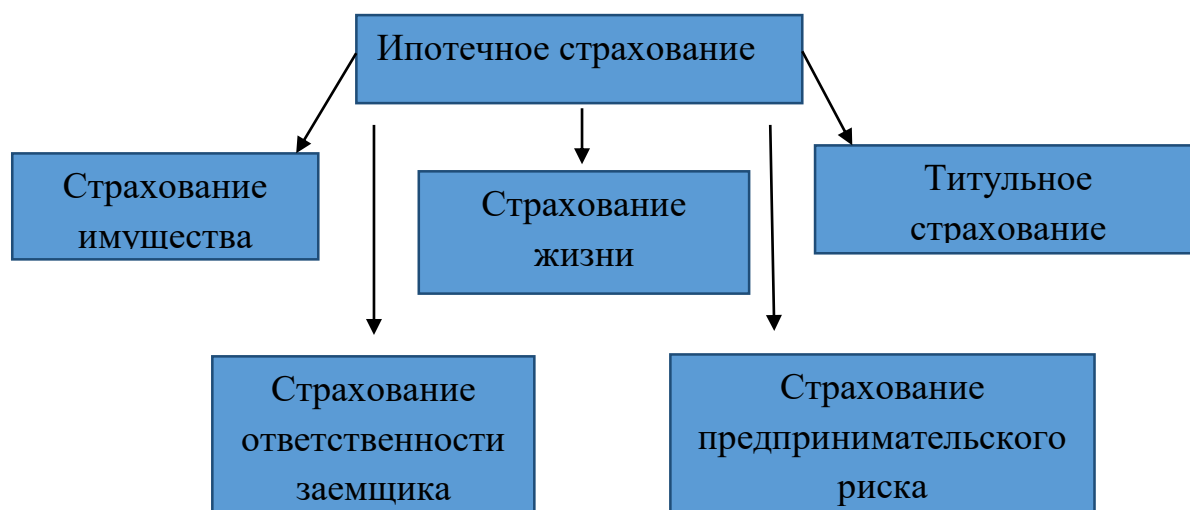 Ипотечное страхование
Страхование
имущества
Страхование
жизни
Титульное
страхование
Страхование
ответственности
заемщика
Страхование
предпринимательского
риска